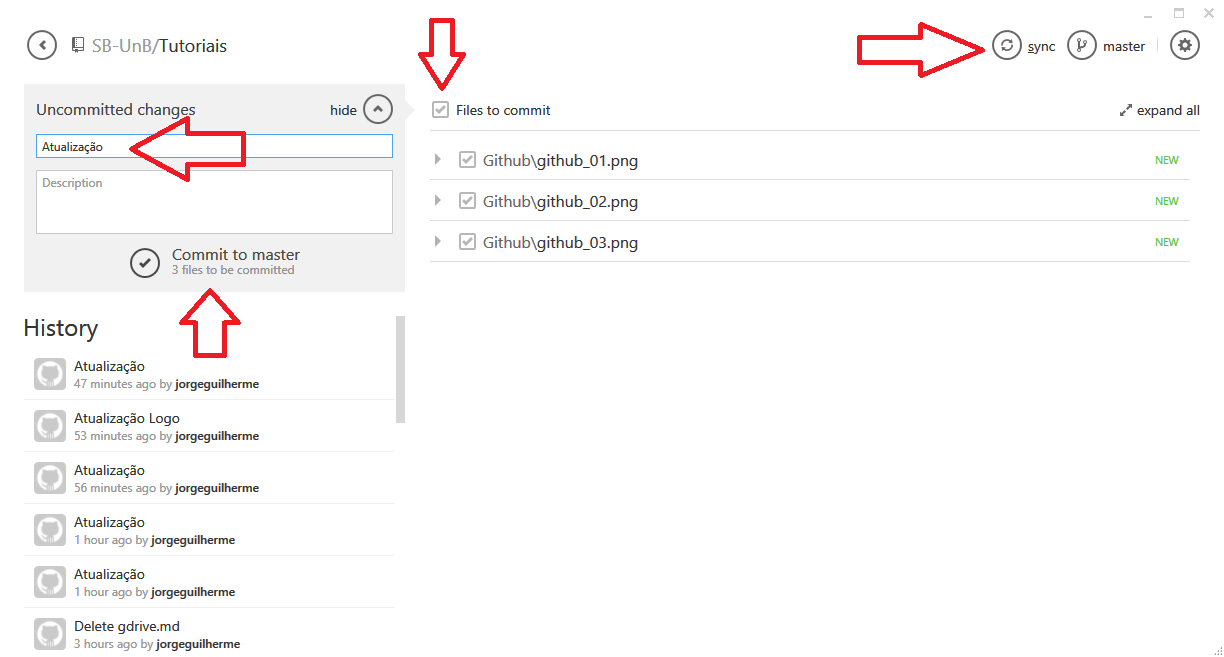 SB-UnB/Tutoriais
sync
master
Uncommitted changes
hide
Atualização
Description
Commit to master
3 files to be committed
Files to commit
expand all
Github\github_01.png NEW
Github\github_02.png NEW
Github\github_03.png NEW
History
Atualização
47 minutes ago by jorgeguilherme
Atualização Logo
53 minutes ago by jorgeguilherme
Atualização
56 minutes ago by jorgeguilherme
Atualização
1 hour ago by jorgeguilherme
Atualização
1 hour ago by jorgeguilherme
Delete gdrive.md
3 hours ago by jorgeguilherme